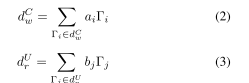 d_w^C = \sum_{\Gamma_i \in d_w^C} a_i \Gamma_i (2)
d_r^U = \sum_{\Gamma_j \in d^U} b_j \Gamma_j (3)